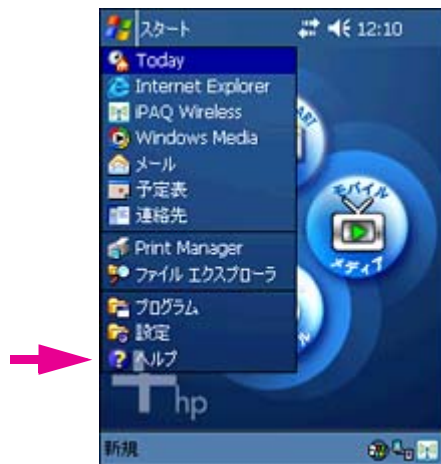 スタート 12:10
Today
Internet Explorer
iPAQ Wireless
Windows Media
メール
予定表
連絡先
Print Manager
ファイル エクスプローラ
プログラム
設定
ヘルプ
モバイル
メディア
hp
新規